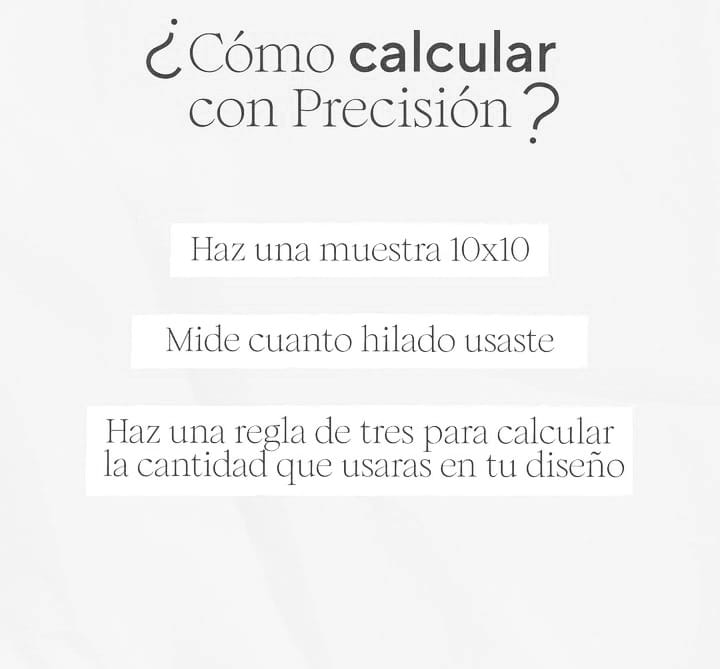 ¿Cómo calcular
con Precisión?
Haz una muestra 10x10
Mide cuanto hilado usaste
Haz una regla de tres para calcular
la cantidad que usaras en tu diseño